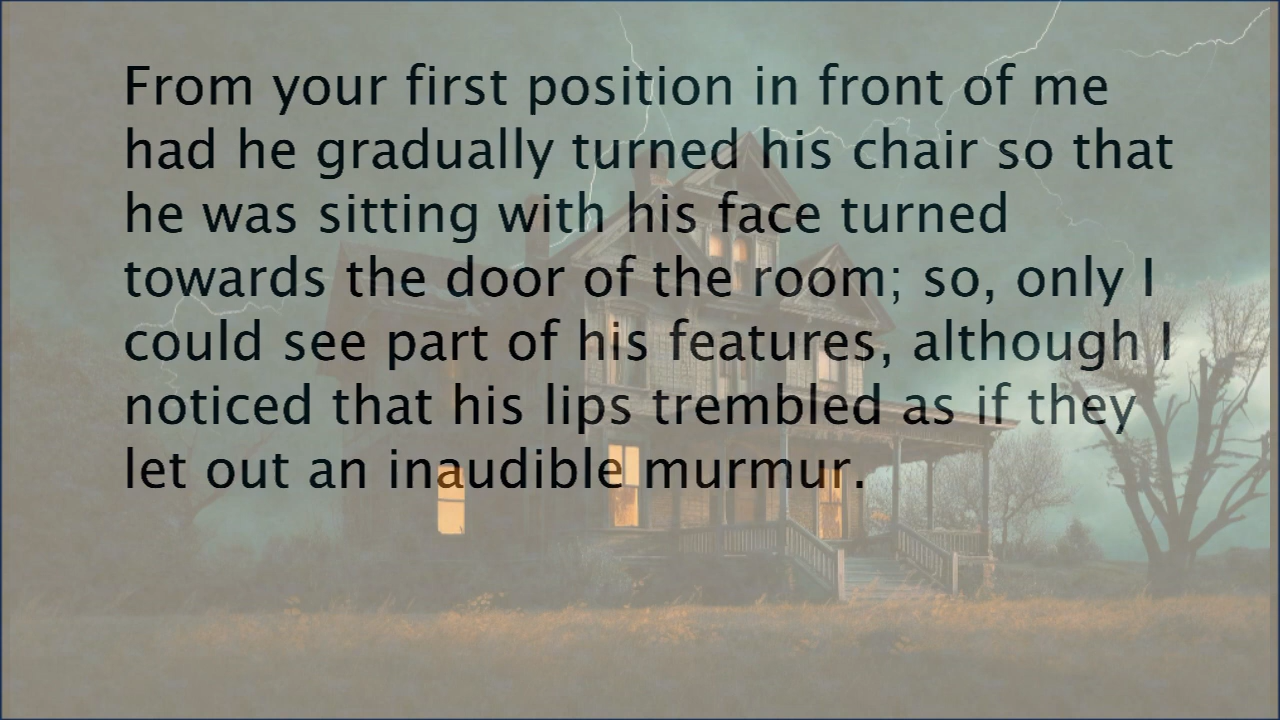 From your first position in front of me
had he gradually turned his chair so that
he was sitting with his face turned
towards the door of the room; so, only I
could see part of his features, although I
noticed that his lips trembled as if they
let out an inaudible murmur.